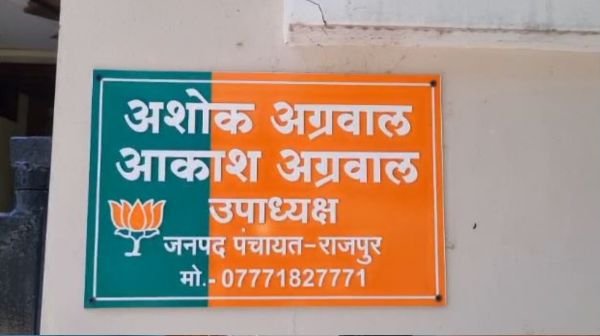 अशोक अग्रवाल
आकाश अग्रवाल
उपाध्यक्ष
जनपद पंचायत-राजपुर
मो.- 07771827771